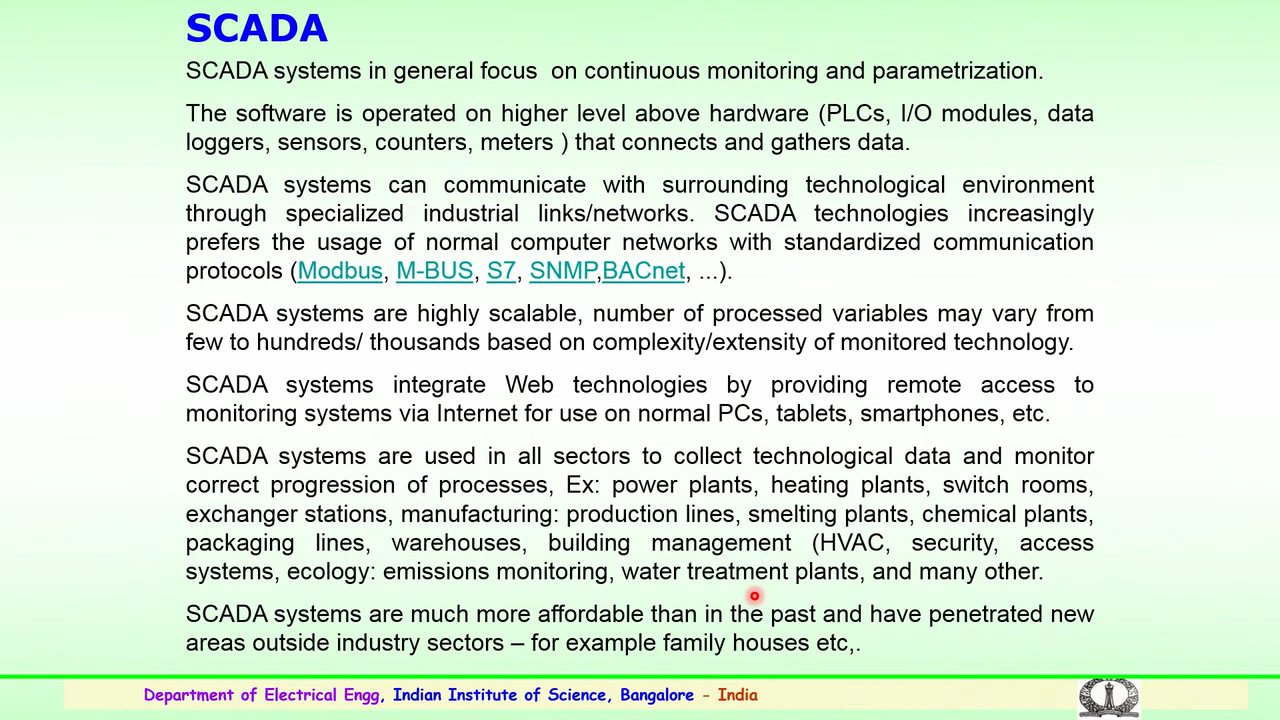 SCADA
SCADA systems in general focus on continuous monitoring and parametrization.
The software is operated on higher level above hardware (PLCs, I/O modules, data
loggers, sensors, counters, meters ) that connects and gathers data.
SCADA systems can communicate with surrounding technological environment
through specialized industrial links/networks. SCADA technologies increasingly
prefers the usage of normal computer networks with standardized communication
protocols (Modbus, M-BUS, S7, SNMP,BACnet, ...).
SCADA systems are highly scalable, number of processed variables may vary from
few to hundreds/ thousands based on complexity/extensity of monitored technology.
SCADA systems integrate Web technologies by providing remote access to
monitoring systems via Internet for use on normal PCs, tablets, smartphones, etc.
SCADA systems are used in all sectors to collect technological data and monitor
correct progression of processes, Ex: power plants, heating plants, switch rooms,
exchanger stations, manufacturing: production lines, smelting plants, chemical plants,
packaging lines, warehouses, building management (HVAC, security, access
systems, ecology: emissions monitoring, water treatment plants, and many other.
SCADA systems are much more affordable than in the past and have penetrated new
areas outside industry sectors – for example family houses etc,.
Department of Electrical Engg, Indian Institute of Science, Bangalore - India